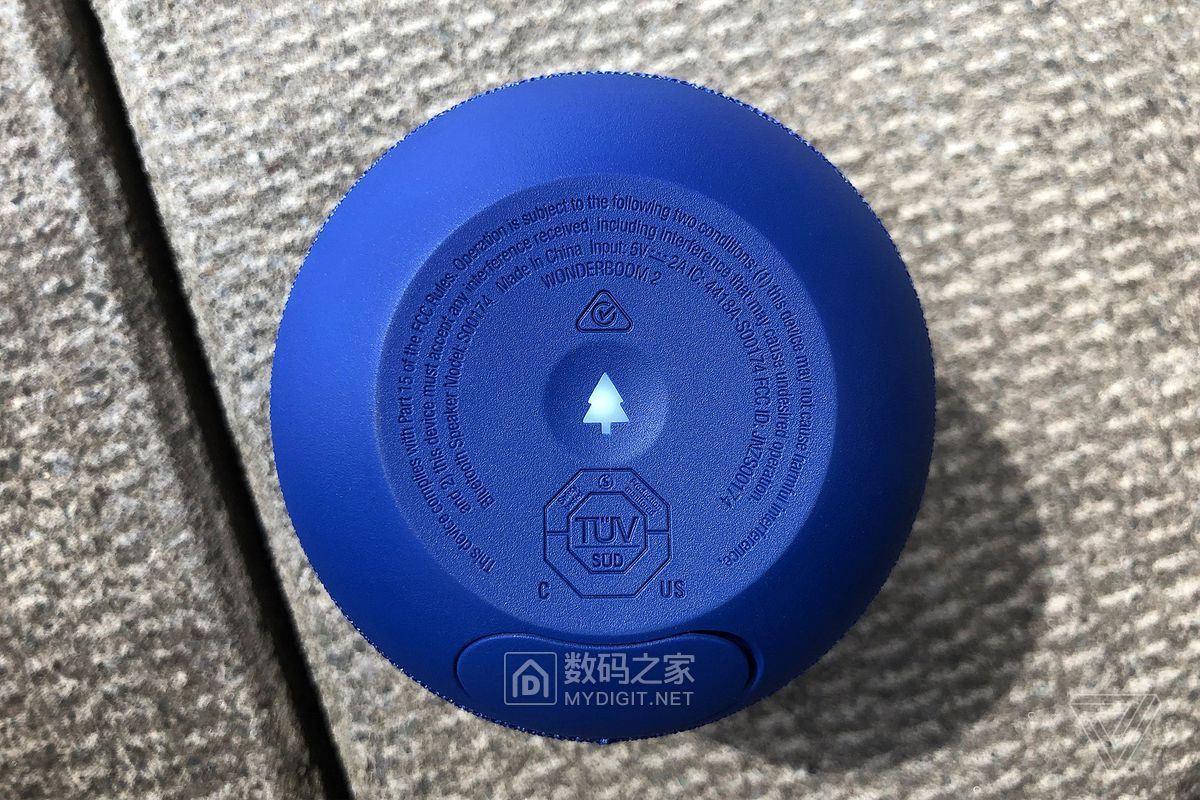 This device complies with Part 15 of the FCC Rules. Operation is subject to the following two conditions: (1) this device may not cause harmful interference,
and 2) this device must accept any interference received, including interference that may cause undesired operation.
Bluetooth Speaker Model: S00174 Made In China Input: 5V⎓2A IC: 4418A-S00174 FCC ID: JNZS00174
WONDERBOOM 2
TÜV
SÜD
C US
数码之家
MYDIGIT.NET